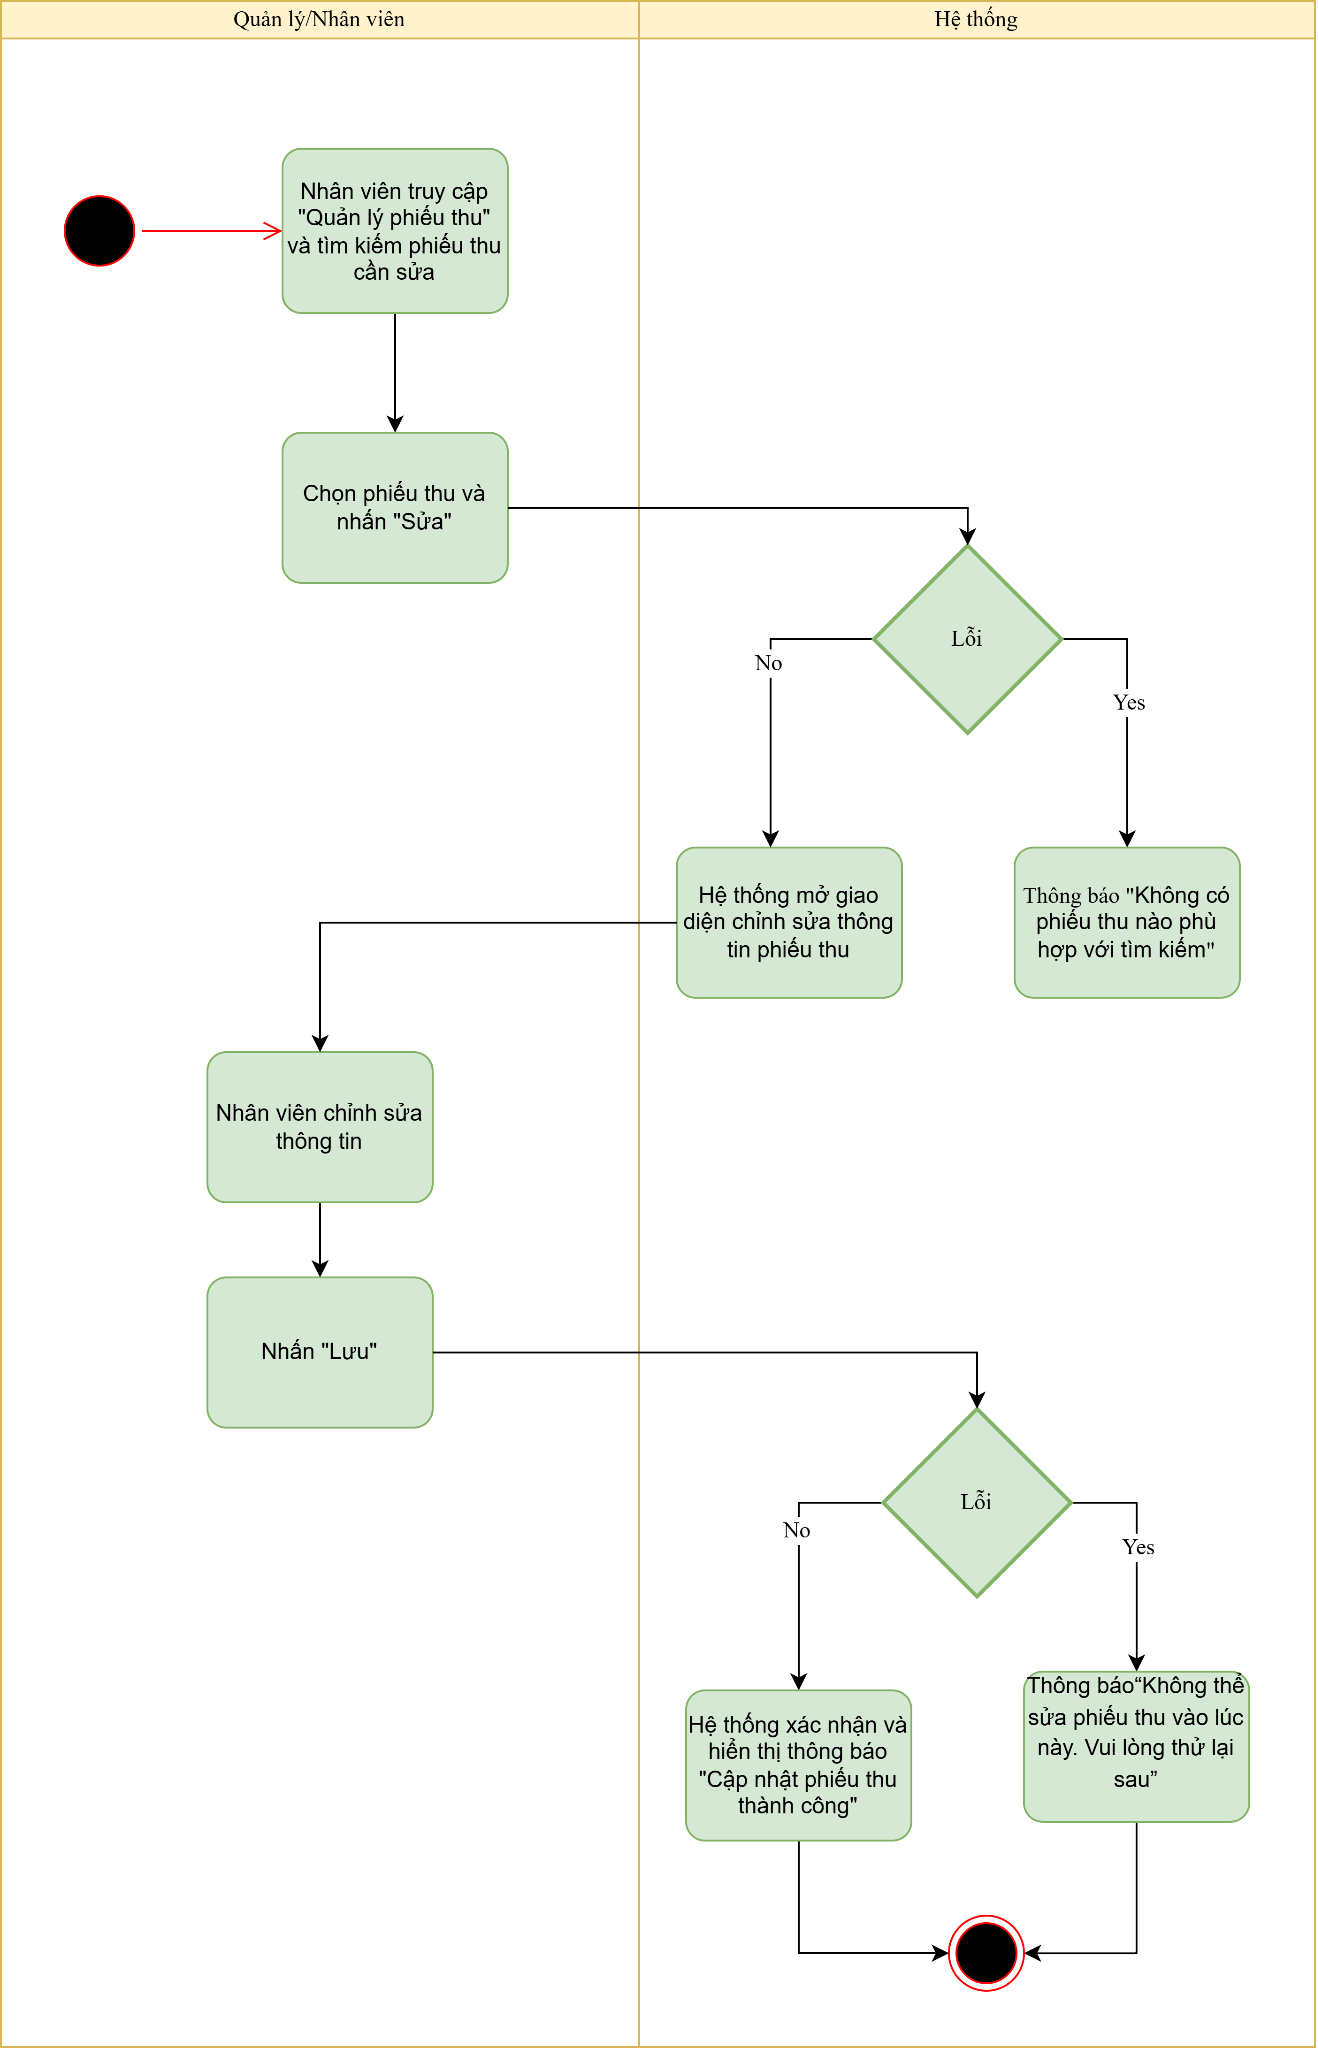 Quản lý/Nhân viên
Hệ thống
Nhân viên truy cập
"Quản lý phiếu thu"
và tìm kiếm phiếu thu
cần sửa
Chọn phiếu thu và
nhấn "Sửa"
Lỗi
No
Yes
Hệ thống mở giao
diện chỉnh sửa thông
tin phiếu thu
Thông báo "Không có
phiếu thu nào phù
hợp với tìm kiếm"
Nhân viên chỉnh sửa
thông tin
Nhấn "Lưu"
Lỗi
No
Yes
Hệ thống xác nhận và
hiển thị thông báo
"Cập nhật phiếu thu
thành công"
Thông báo“Không thể
sửa phiếu thu vào lúc
này. Vui lòng thử lại
sau”